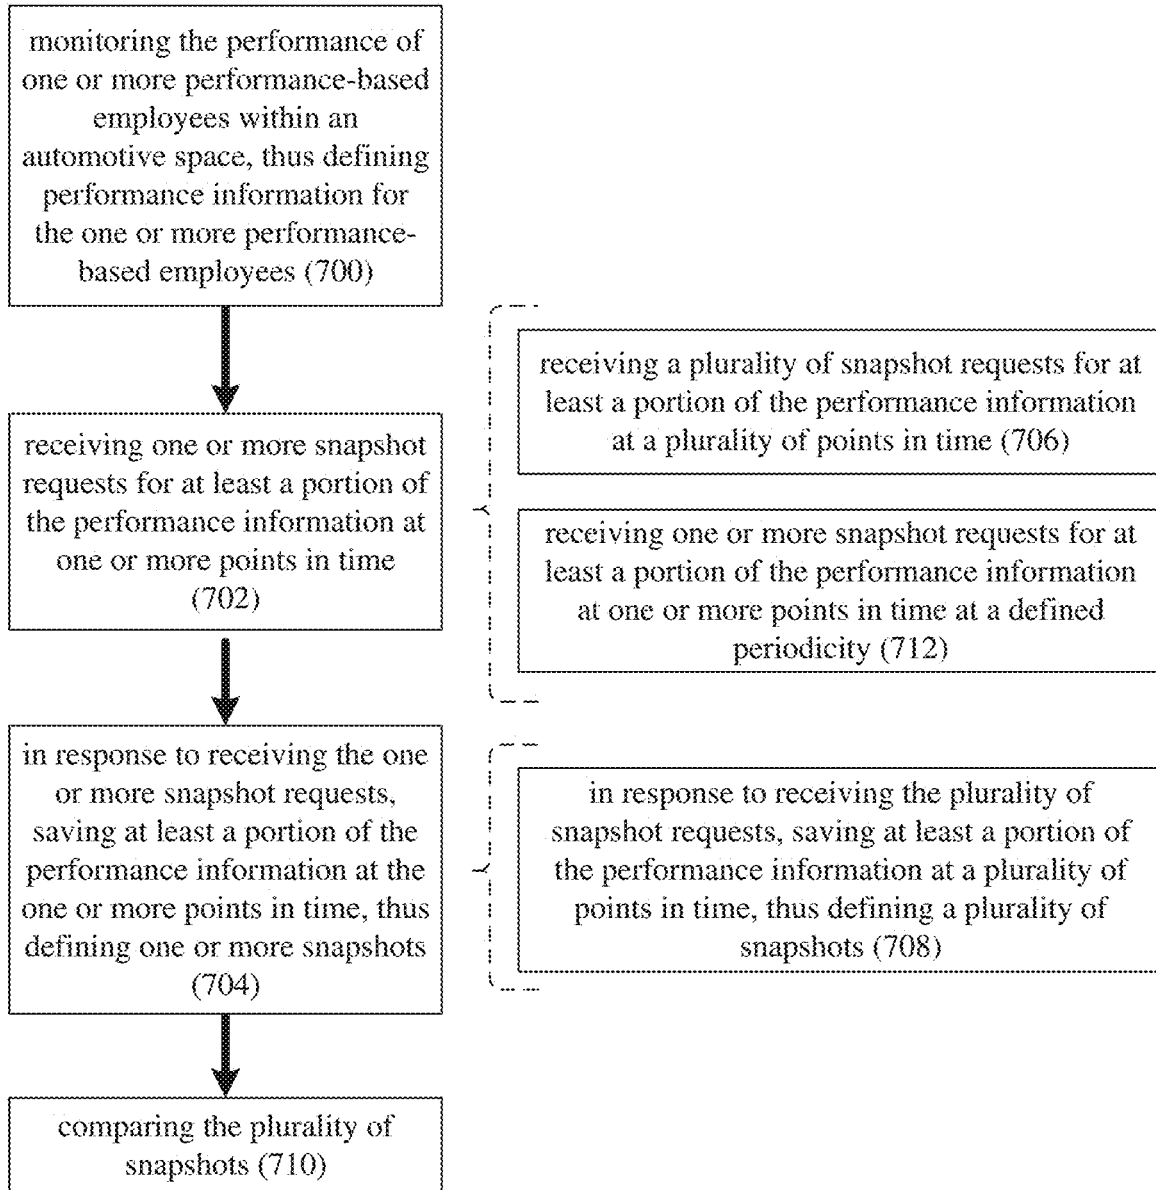 monitoring the performance of
one or more performance-based
employees within an
automotive space, thus defining
performance information for
the one or more performance-
based employees (700)
receiving one or more snapshot
requests for at least a portion of
the performance information at
one or more points in time
(702)
receiving a plurality of snapshot requests for at
least a portion of the performance information
at a plurality of points in time (706)
receiving one or more snapshot requests for at
least a portion of the performance information
at one or more points in time at a defined
periodicity (712)
in response to receiving the one
or more snapshot requests,
saving at least a portion of the
performance information at the
one or more points in time, thus
defining one or more snapshots
(704)
in response to receiving the plurality of
snapshot requests, saving at least a portion of
the performance information at a plurality of
points in time, thus defining a plurality of
snapshots (708)
comparing the plurality of
snapshots (710)